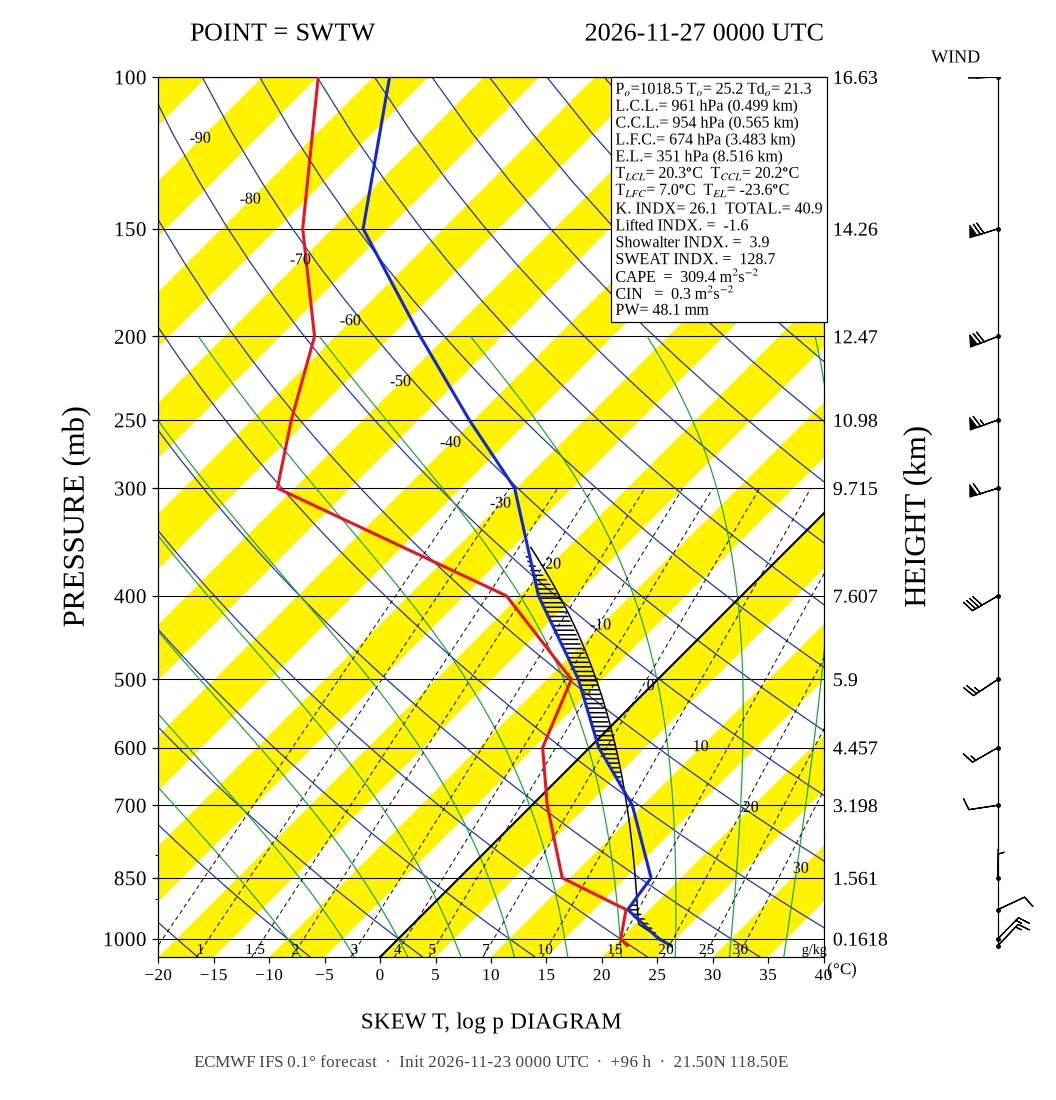 POINT = SWTW
2026-11-27 0000 UTC
WIND
Pₒ=1018.5 Tₒ= 25.2 Tdₒ= 21.3
L.C.L.= 961 hPa (0.499 km)
C.C.L.= 954 hPa (0.565 km)
L.F.C.= 674 hPa (3.483 km)
E.L.= 351 hPa (8.516 km)
T_LCL= 20.3°C T_CCL= 20.2°C
T_LFC= 7.0°C T_EL= -23.6°C
K. INDX= 26.1 TOTAL.= 40.9
Lifted INDX. = -1.6
Showalter INDX. = 3.9
SWEAT INDX. = 128.7
CAPE = 309.4 m²s⁻²
CIN = 0.3 m²s⁻²
PW= 48.1 mm
100
150
200
250
300
400
500
600
700
850
1000
PRESSURE (mb)
-90
-80
-70
-60
-50
-40
-30
-20
-10
0
10
20
30
16.63
14.26
12.47
10.98
9.715
7.607
5.9
4.457
3.198
1.561
0.1618
HEIGHT (km)
1 1.5 2 3 4 5 7 10 15 20 25 30 g/kg
−20 −15 −10 −5 0 5 10 15 20 25 30 35 40
(°C)
SKEW T, log p DIAGRAM
ECMWF IFS 0.1° forecast · Init 2026-11-23 0000 UTC · +96 h · 21.50N 118.50E